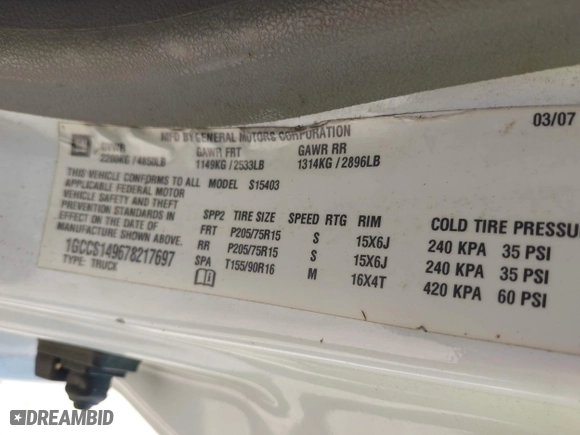 MFD BY GENERAL MOTORS CORPORATION
03/07
GM
GVWR GAWR FRT GAWR RR
2200KG/4850LB 1149KG/2533LB 1314KG/2896LB
THIS VEHICLE CONFORMS TO ALL MODEL S15403
APPLICABLE FEDERAL MOTOR
VEHICLE SAFETY AND THEFT
PREVENTION STANDARDS IN
EFFECT ON THE DATE OF
MANUFACTURE SHOWN ABOVE.
1GCCS149678217697
TYPE: TRUCK
SPP2 TIRE SIZE SPEED RTG RIM COLD TIRE PRESSU
FRT P205/75R15 S 15X6J 240 KPA 35 PSI
RR P205/75R15 S 15X6J 240 KPA 35 PSI
SPA T155/90R16 M 16X4T 420 KPA 60 PSI
DREAMBID